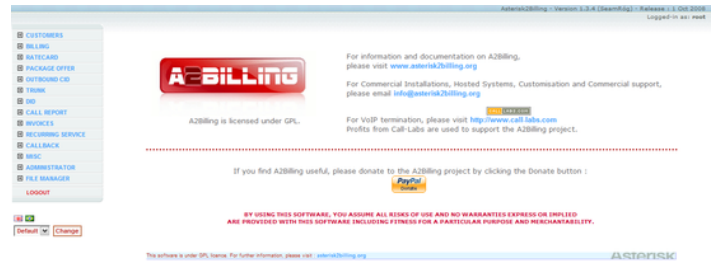 Asterisk2Billing - Version 1.3.4 (SeamRog) - Release : 1 Oct 2008
Logged-in as: root
CUSTOMERS
BILLING
RATECARD
PACKAGE OFFER
OUTBOUND CID
TRUNK
DID
CALL REPORT
INVOICES
RECURRING SERVICE
CALLBACK
MISC
ADMINISTRATOR
FILE MANAGER
LOGOUT
Default
Change
A2BILLING
A2Billing is licensed under GPL.
For information and documentation on A2Billing,
please visit www.asterisk2billing.org
For Commercial Installations, Hosted Systems, Customisation and Commercial support,
please email info@asterisk2billing.org
CALL-LABS.COM
For VoIP termination, please visit http://www.call-labs.com
Profits from Call-Labs are used to support the A2Billing project.
If you find A2Billing useful, please donate to the A2Billing project by clicking the Donate button :
PayPal
Donate
BY USING THIS SOFTWARE, YOU ASSUME ALL RISKS OF USE AND NO WARRANTIES EXPRESS OR IMPLIED
ARE PROVIDED WITH THIS SOFTWARE INCLUDING FITNESS FOR A PARTICULAR PURPOSE AND MERCHANTABILITY.
This software is under GPL licence. For further information, please visit : asterisk2billing.org
Asterisk